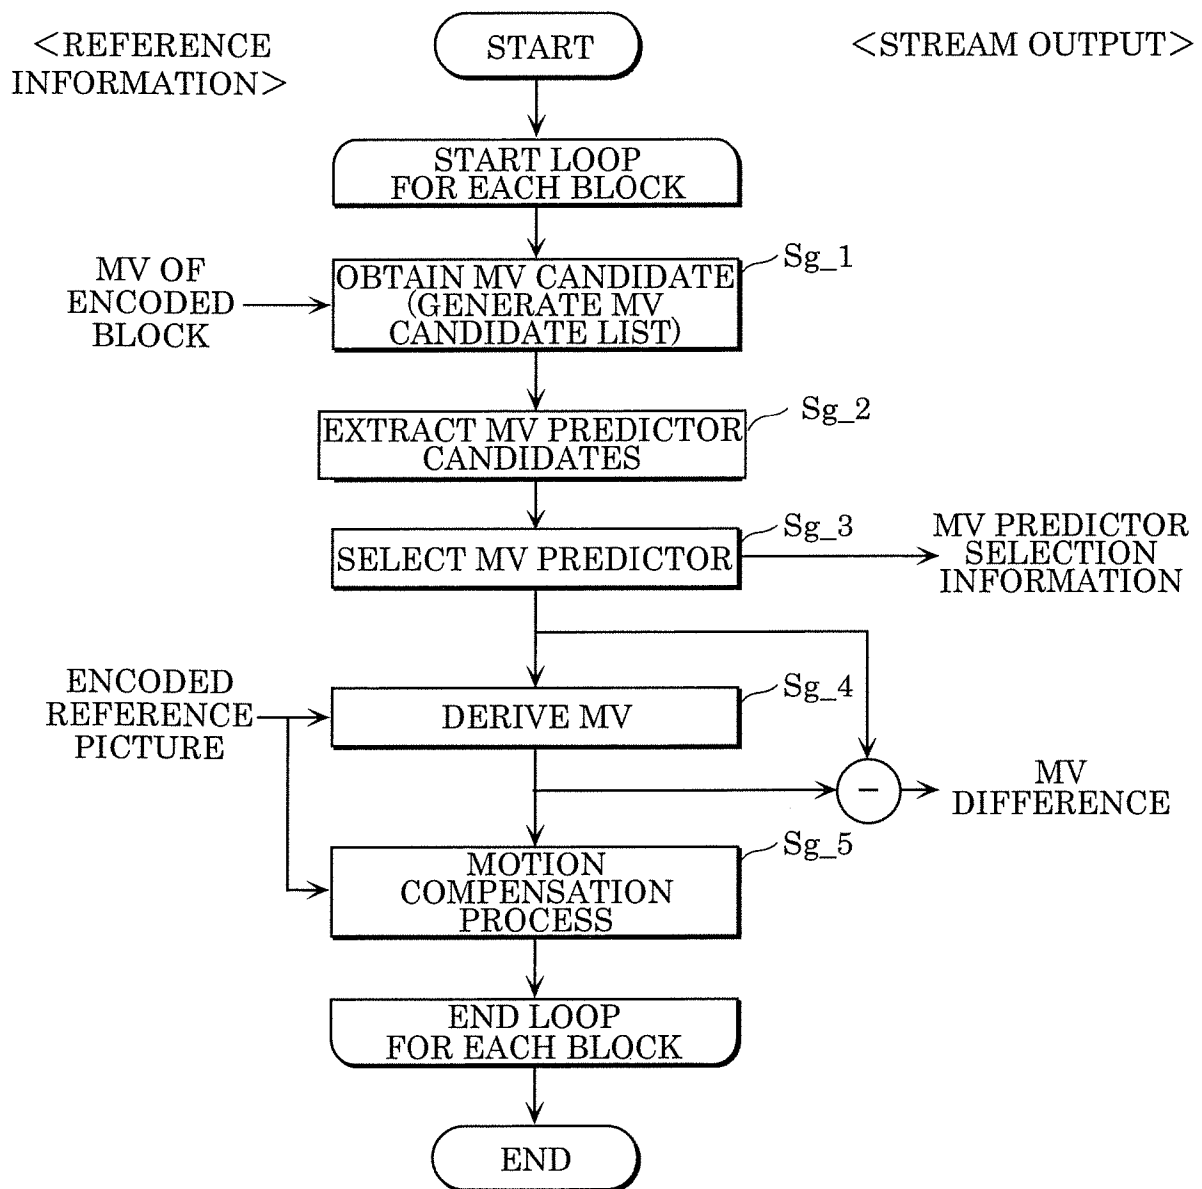 <REFERENCE
INFORMATION>
START
<STREAM OUTPUT>
START LOOP
FOR EACH BLOCK
MV OF
ENCODED
BLOCK
OBTAIN MV CANDIDATE
(GENERATE MV
CANDIDATE LIST)
Sg_1
EXTRACT MV PREDICTOR
CANDIDATES
Sg_2
SELECT MV PREDICTOR
Sg_3
MV PREDICTOR
SELECTION
INFORMATION
ENCODED
REFERENCE
PICTURE
DERIVE MV
Sg_4
−
MV
DIFFERENCE
MOTION
COMPENSATION
PROCESS
Sg_5
END LOOP
FOR EACH BLOCK
END